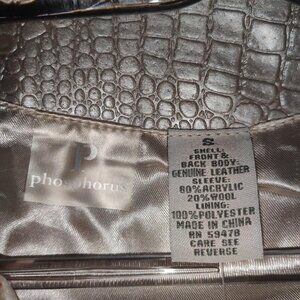 P
phosphorus
S
SHELL:
FRONT &
BACK BODY:
GENUINE LEATHER
SLEEVE:
80%ACRYLIC
20%WOOL
LINING:
100%POLYESTER
MADE IN CHINA
RN 59478
CARE SEE
REVERSE